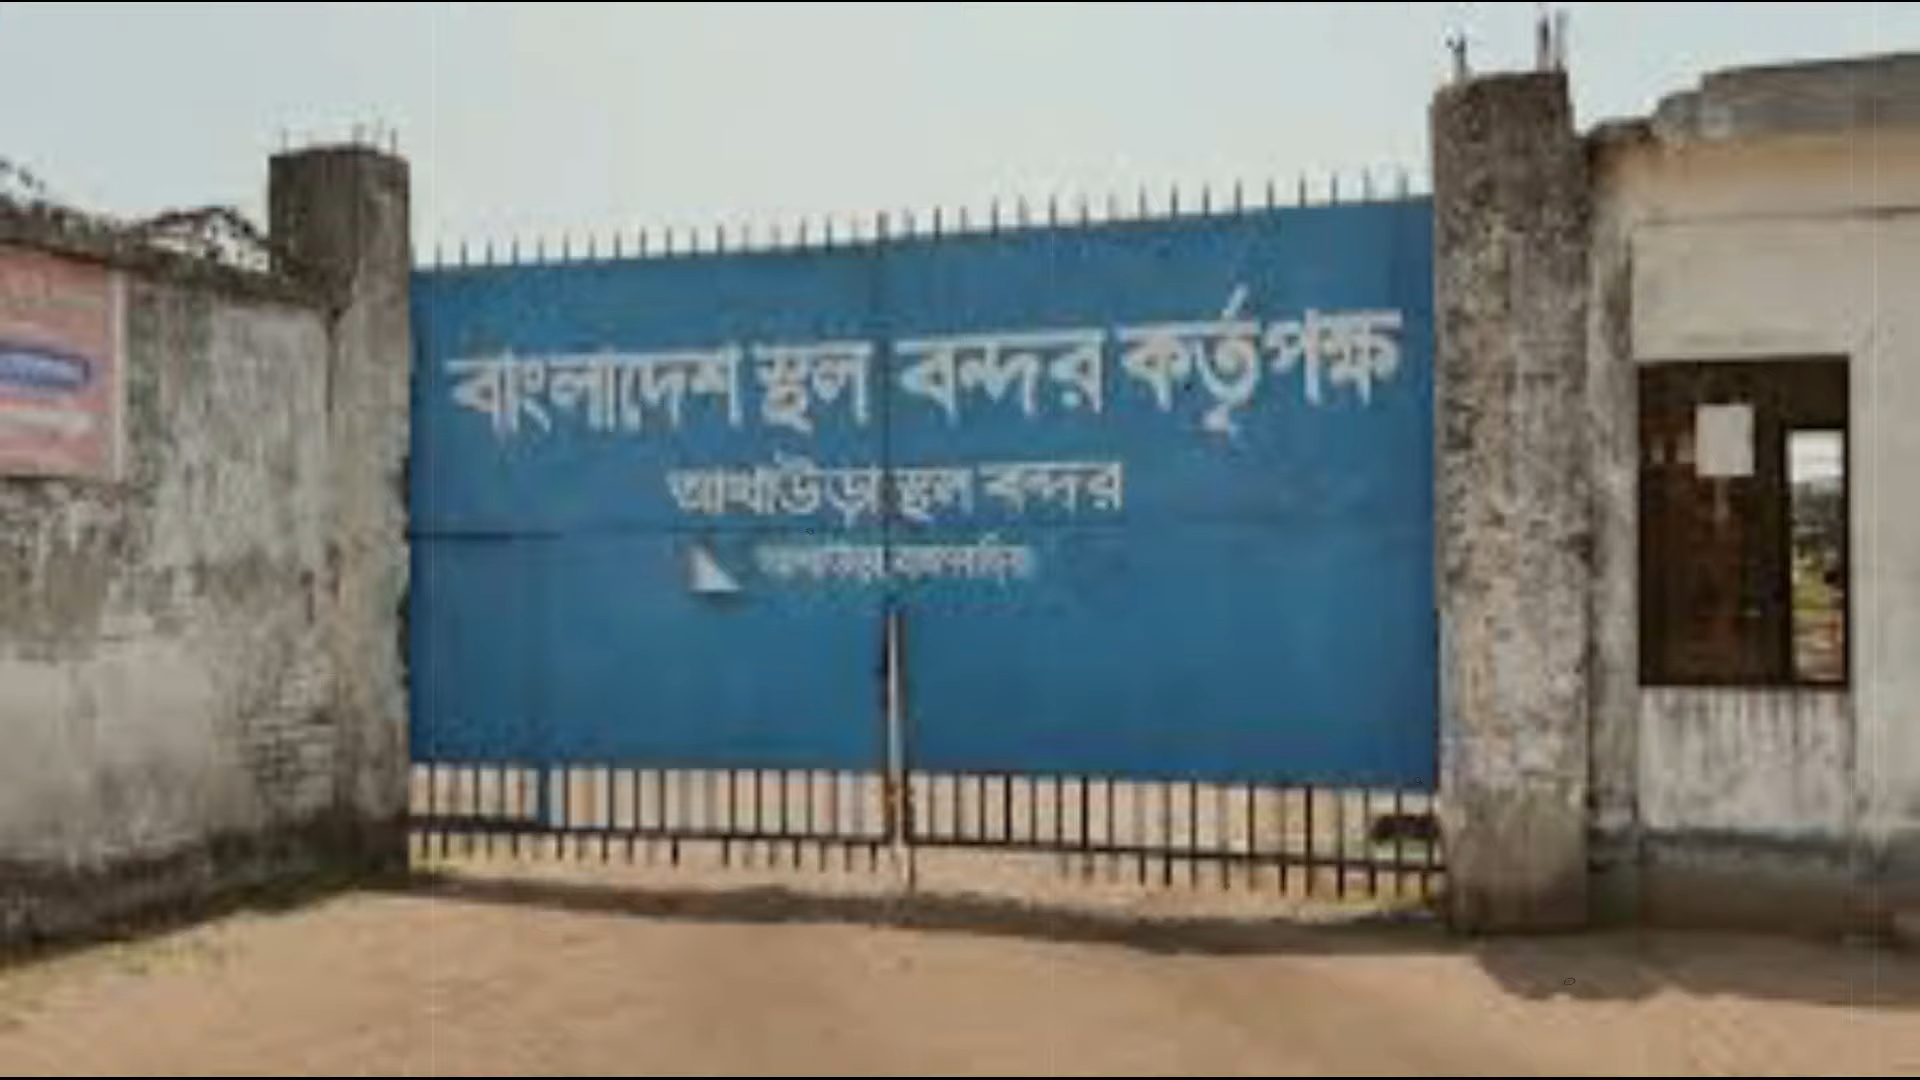 বাংলাদেশ স্থল বন্দর কর্তৃপক্ষ
আখাউড়া স্থল বন্দর